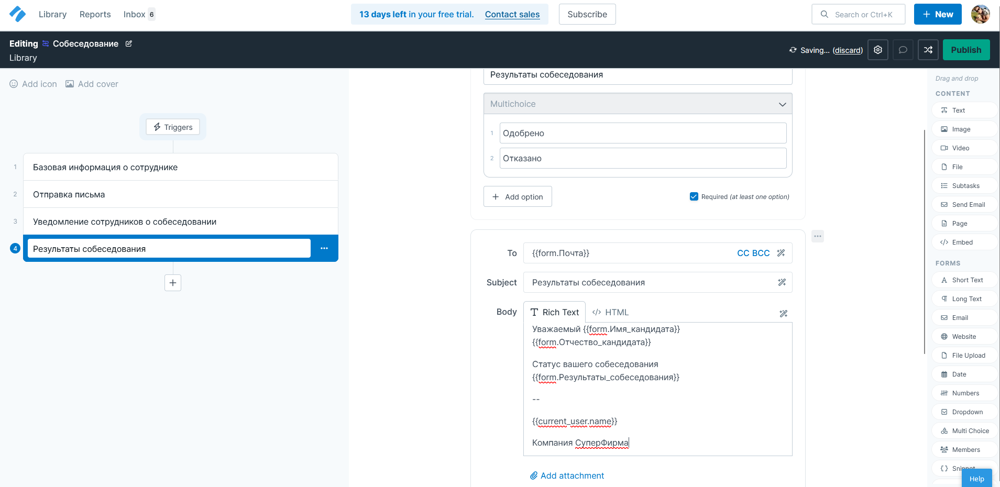 Library Reports Inbox 6
13 days left in your free trial. Contact sales
Subscribe
Search or Ctrl+K
New
Editing Собеседование
Library
Saving... (discard)
Publish
Add icon Add cover
Triggers
1 Базовая информация о сотруднике
2 Отправка письма
3 Уведомление сотрудников о собеседовании
4 Результаты собеседования
Результаты собеседования
Multichoice
1 Одобрено
2 Отказано
Add option
Required (at least one option)
To {{form.Почта}} CC BCC
Subject Результаты собеседования
Body Rich Text HTML
Уважаемый {{form.Имя_кандидата}}
{{form.Отчество_кандидата}}
Статус вашего собеседования
{{form.Результаты_собеседования}}
--
{{current_user.name}}
Компания СуперФирма
Add attachment
Drag and drop
CONTENT
Text
Image
Video
File
Subtasks
Send Email
Page
Embed
FORMS
Short Text
Long Text
Email
Website
File Upload
Date
Numbers
Dropdown
Multi Choice
Members
Help